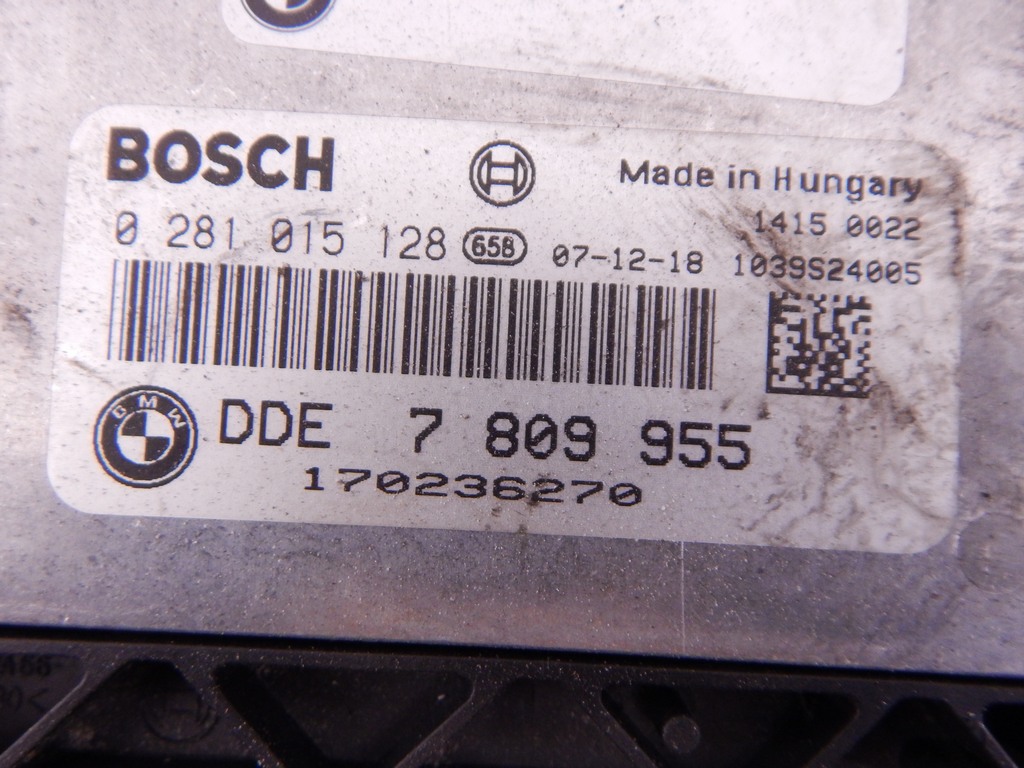 BOSCH
Made in Hungary
1415 0022
0 281 015 128 658 07-12-18 1039S24005
BMW
DDE 7 809 955
170236270